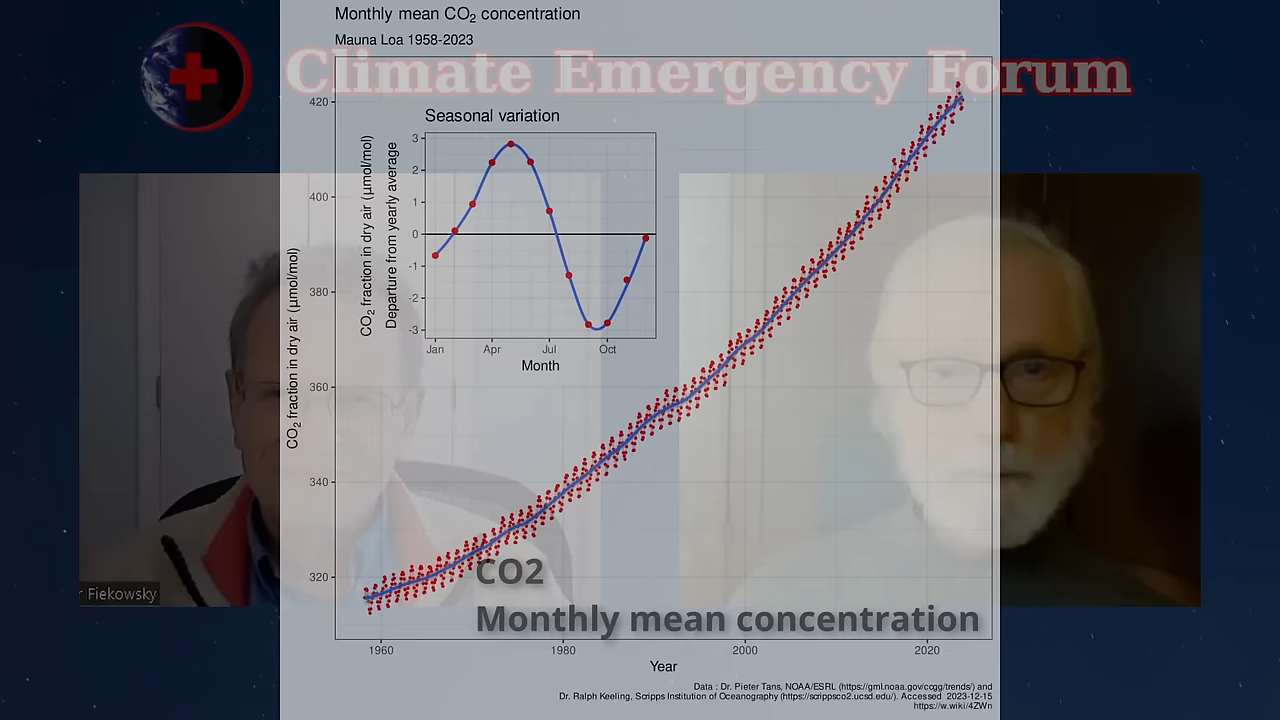 Monthly mean CO₂ concentration
Mauna Loa 1958-2023
Climate Emergency Forum
Seasonal variation
CO₂ fraction in dry air (µmol/mol)
Departure from yearly average
3
2
1
0
-1
-2
-3
Jan Apr Jul Oct
Month
CO₂ fraction in dry air (µmol/mol)
420
400
380
360
340
320
1960 1980 2000 2020
Year
r Fiekowsky
CO2
Monthly mean concentration
Data : Dr. Pieter Tans, NOAA/ESRL (https://gml.noaa.gov/ccgg/trends/) and
Dr. Ralph Keeling, Scripps Institution of Oceanography (https://scrippsco2.ucsd.edu/). Accessed 2023-12-15
https://w.wiki/4ZWn